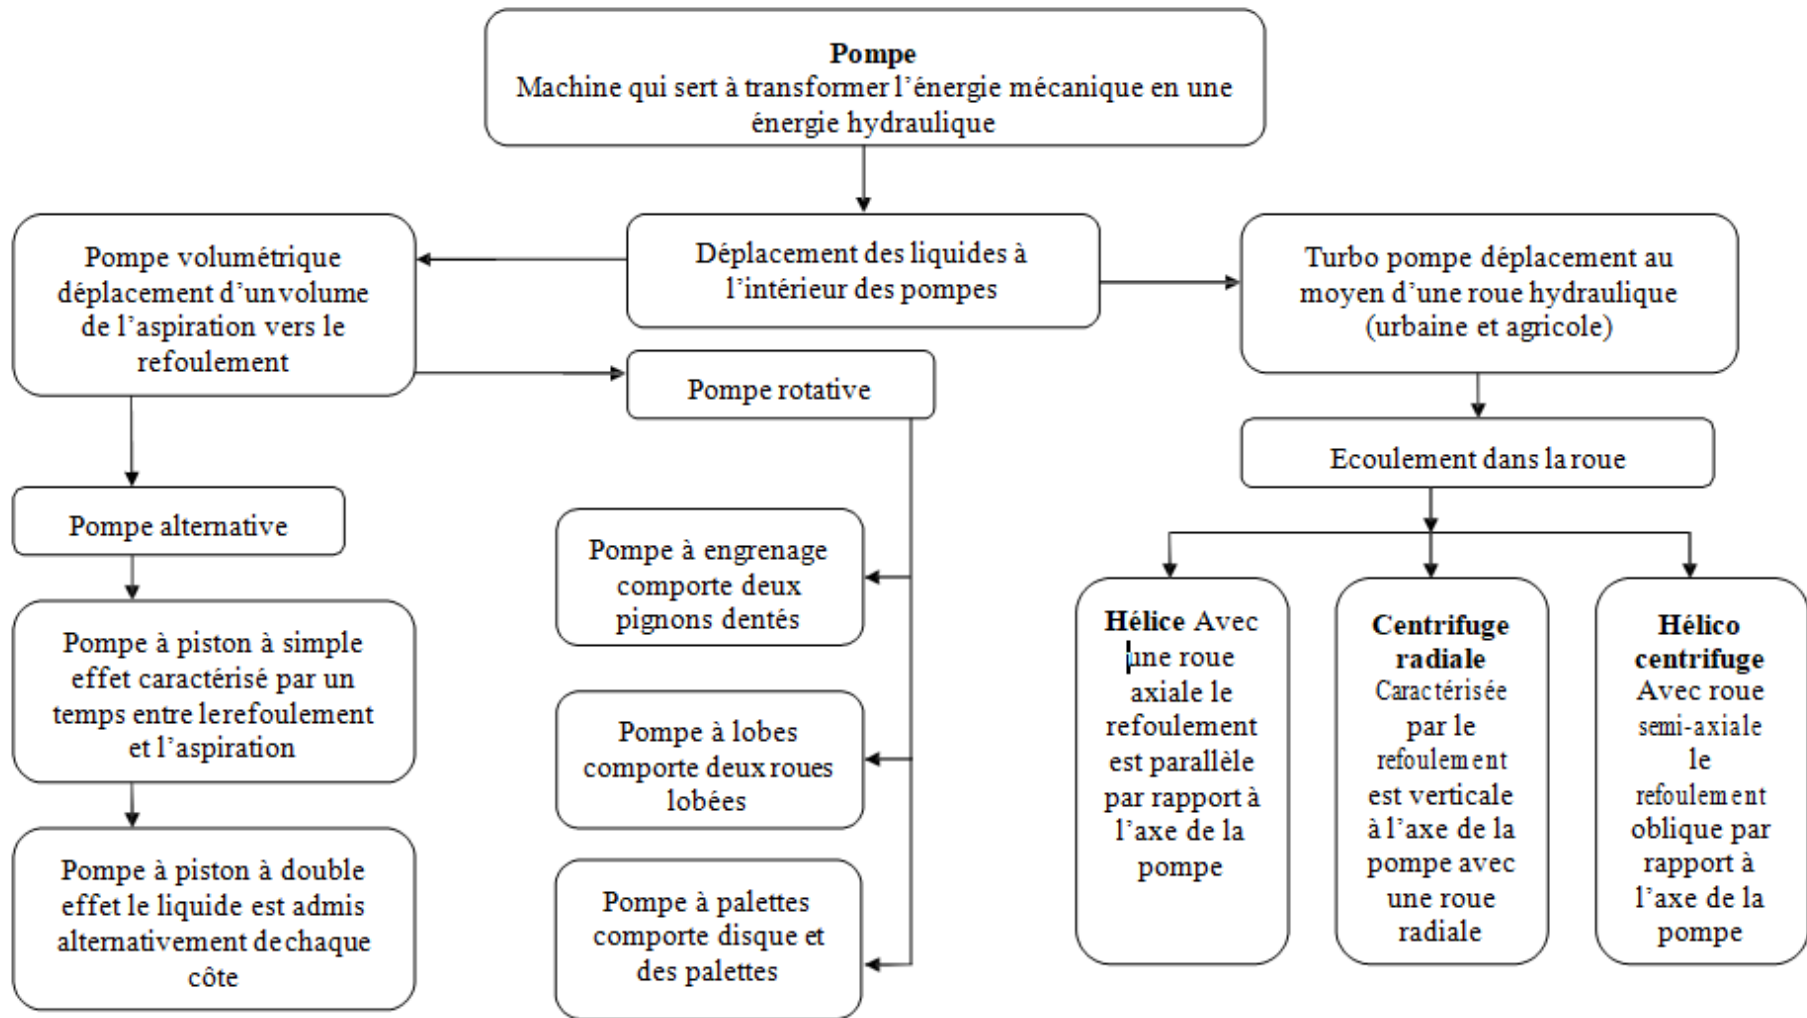 Pompe
Machine qui sert à transformer l'énergie mécanique en une
énergie hydraulique
Pompe volumétrique
déplacement d'un volume
de l'aspiration vers le
refoulement
Déplacement des liquides à
l'intérieur des pompes
Turbo pompe déplacement au
moyen d'une roue hydraulique
(urbaine et agricole)
Pompe rotative
Ecoulement dans la roue
Pompe alternative
Pompe à piston à simple
effet caractérisé par un
temps entre le refoulement
et l'aspiration
Pompe à piston à double
effet le liquide est admis
alternativement de chaque
côte
Pompe à engrenage
comporte deux
pignons dentés
Pompe à lobes
comporte deux roues
lobées
Pompe à palettes
comporte disque et
des palettes
Hélice Avec
une roue
axiale le
refoulement
est parallèle
par rapport à
l'axe de la
pompe
Centrifuge
radiale
Caractérisée
par le
refoulement
est verticale
à l'axe de la
pompe avec
une roue
radiale
Hélico
centrifuge
Avec roue
semi-axiale
le
refoulement
oblique par
rapport à
l'axe de la
pompe